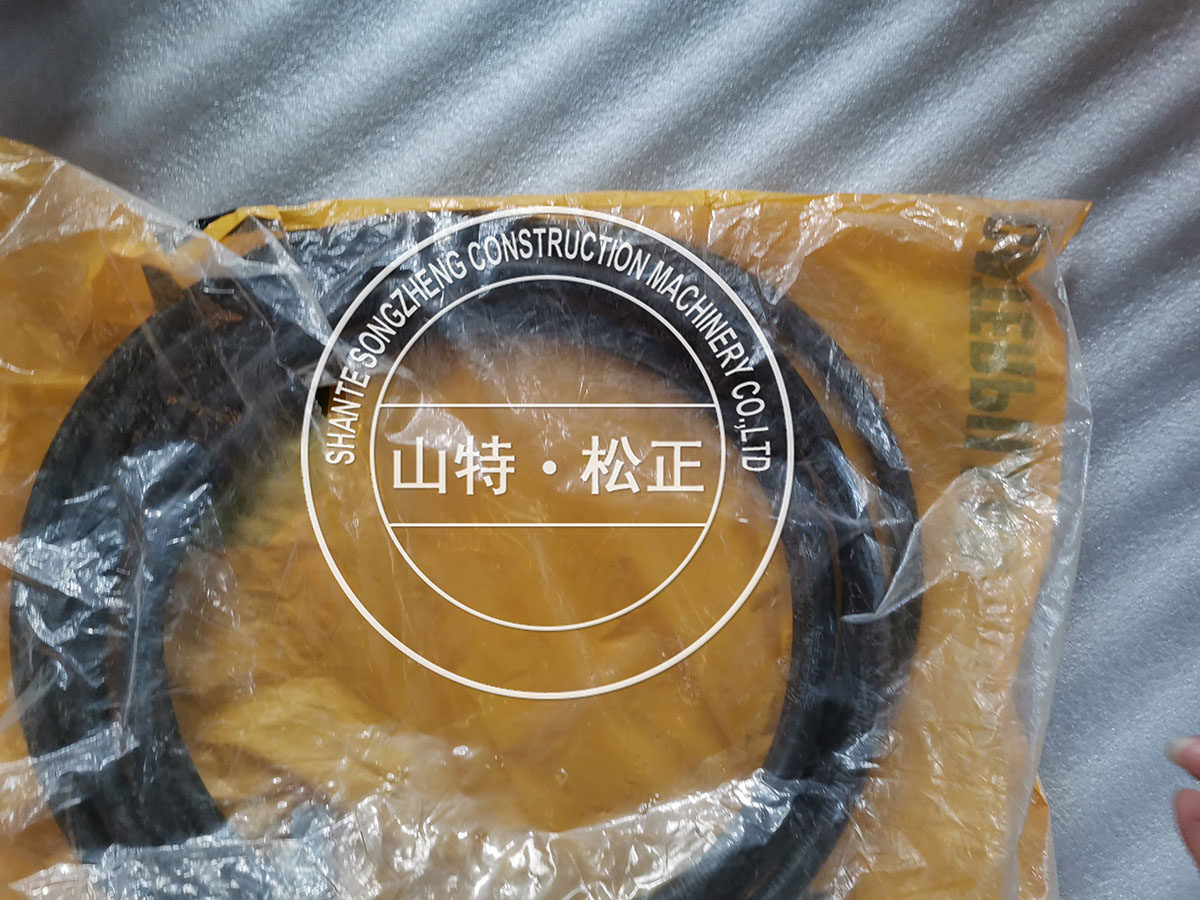 SHANTE SONGZHENG CONSTRUCTION MACHINERY CO.,LTD
山特·松正